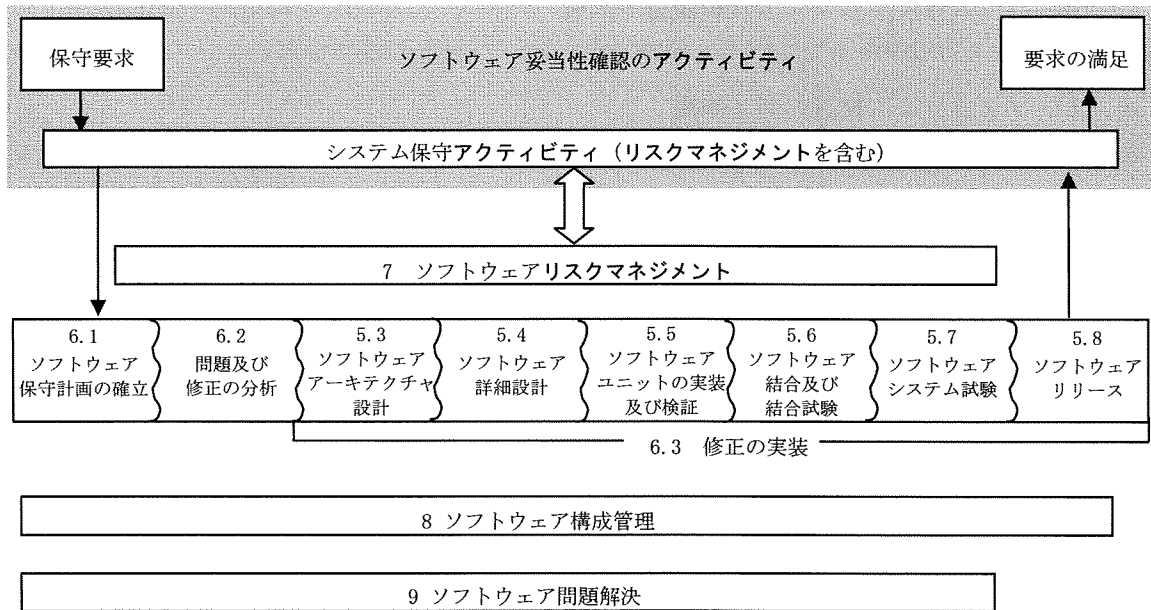 保守要求
ソフトウェア妥当性確認のアクティビティ
要求の満足
システム保守アクティビティ（リスクマネジメントを含む）
7 ソフトウェアリスクマネジメント
6.1
ソフトウェア
保守計画の確立
6.2
問題及び
修正の分析
5.3
ソフトウェア
アーキテクチャ
設計
5.4
ソフトウェア
詳細設計
5.5
ソフトウェア
ユニットの実装
及び検証
5.6
ソフトウェア
結合及び
結合試験
5.7
ソフトウェア
システム試験
5.8
ソフトウェア
リリース
6.3 修正の実装
8 ソフトウェア構成管理
9 ソフトウェア問題解決